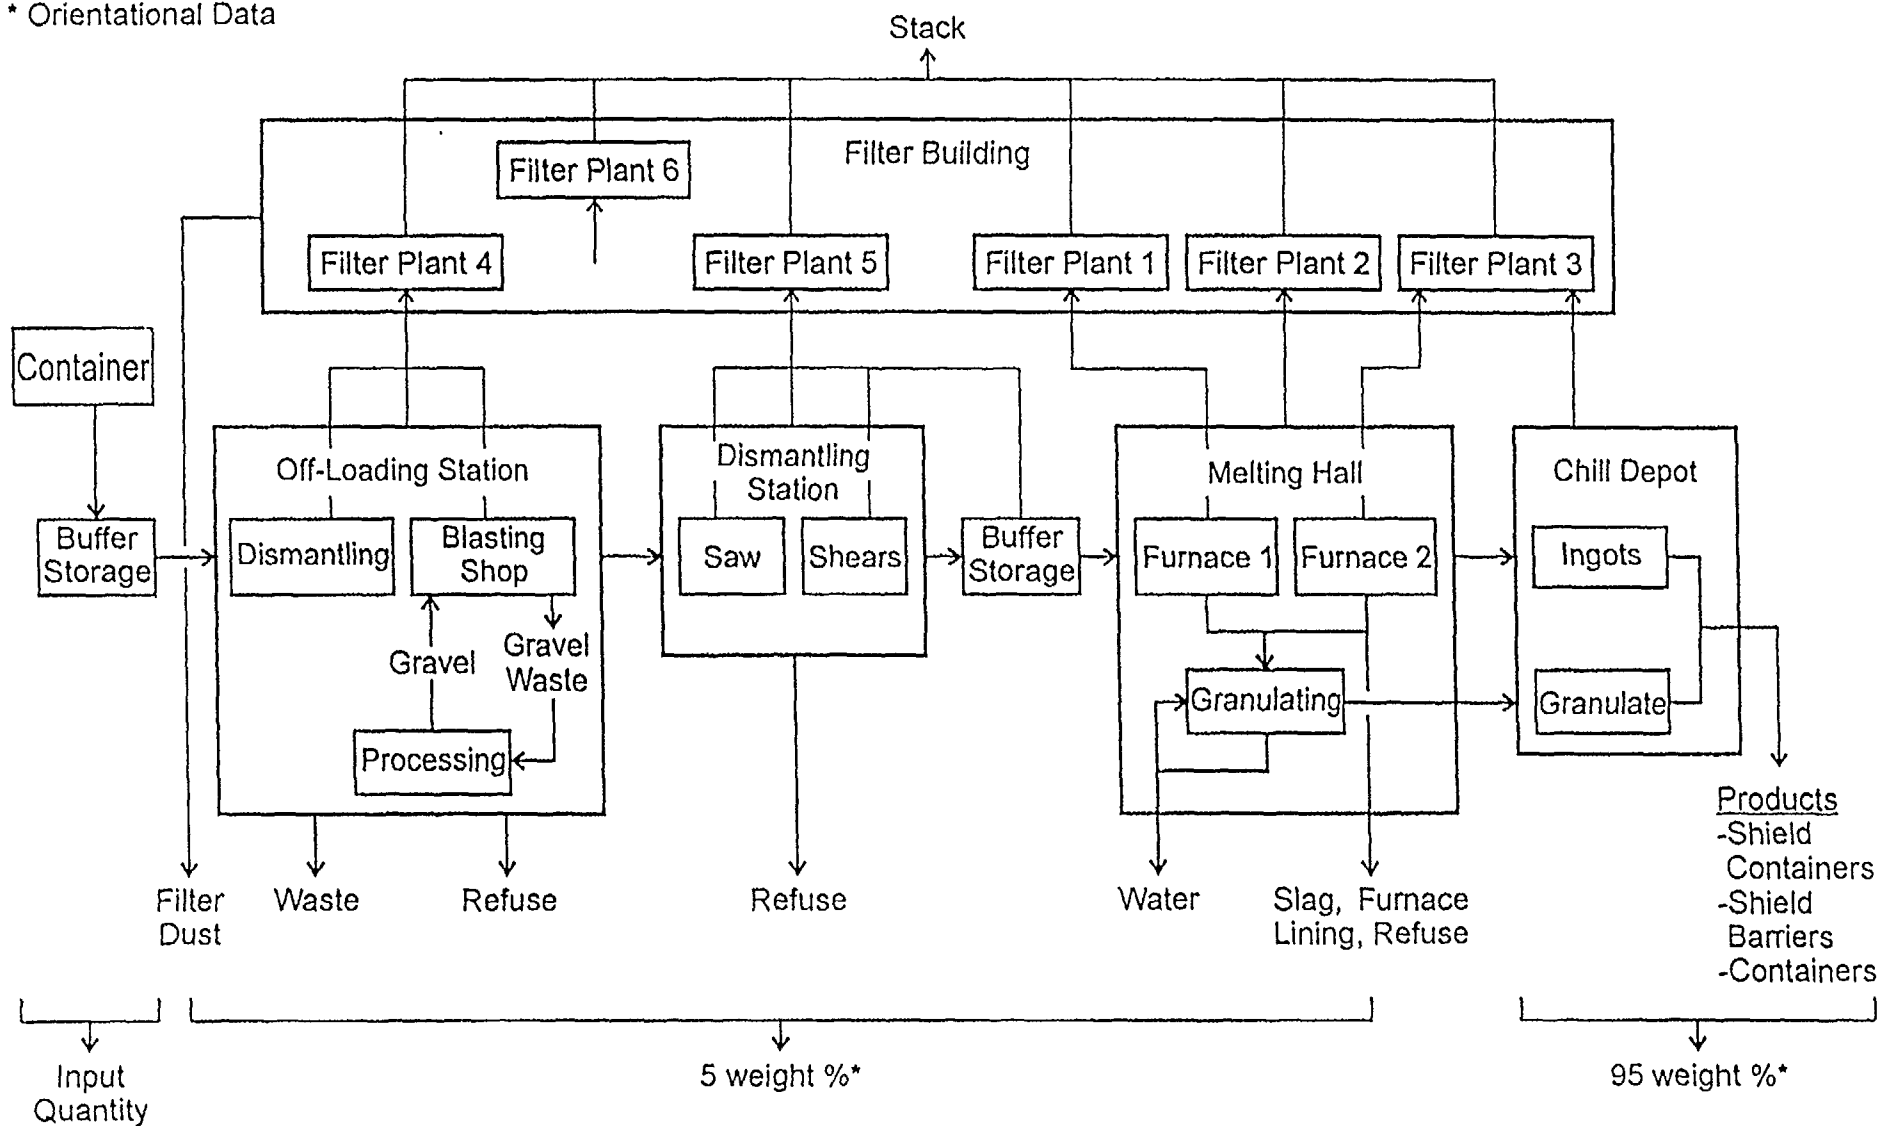 * Orientational Data
Stack
Filter Building
Filter Plant 6
Filter Plant 4
Filter Plant 5
Filter Plant 1
Filter Plant 2
Filter Plant 3
Container
Off-Loading Station
Dismantling
Station
Melting Hall
Chill Depot
Buffer
Storage
Dismantling
Blasting
Shop
Saw
Shears
Buffer
Storage
Furnace 1
Furnace 2
Ingots
Gravel
Gravel
Waste
Granulating
Granulate
Processing
Products
-Shield
Containers
-Shield
Barriers
-Containers
Filter
Dust
Waste
Refuse
Refuse
Water
Slag, Furnace
Lining, Refuse
Input
Quantity
5 weight %*
95 weight %*